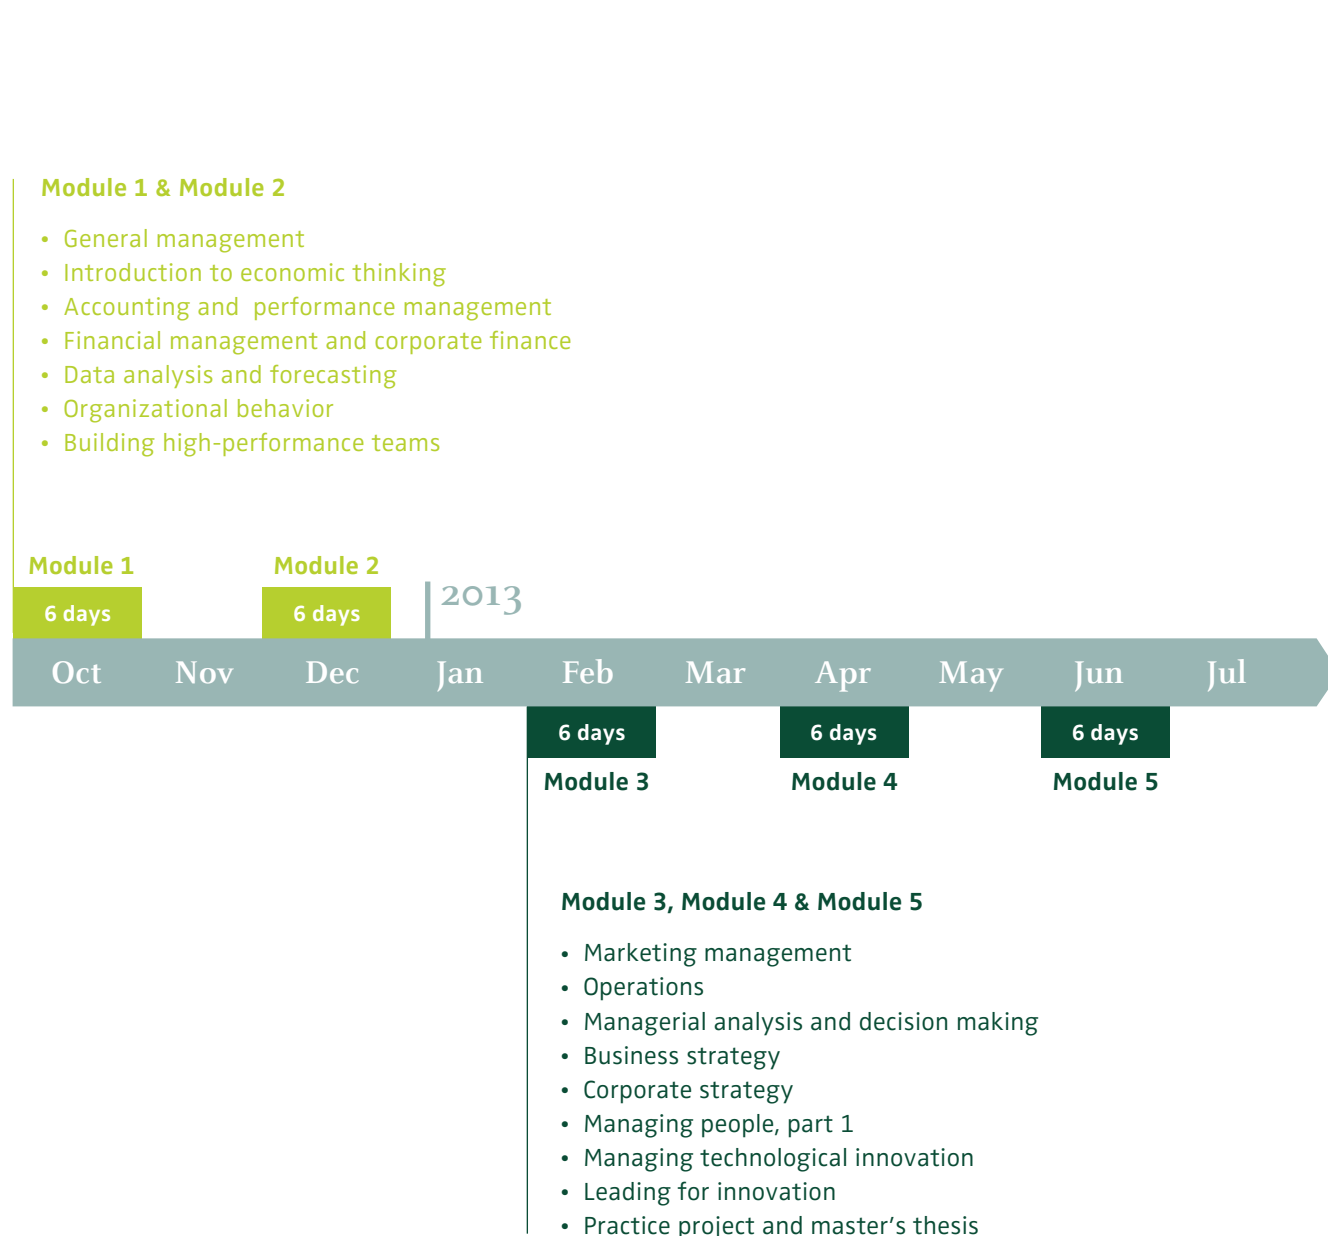 Module 1 & Module 2
• General management
• Introduction to economic thinking
• Accounting and  performance management
• Financial management and corporate finance
• Data analysis and forecasting
• Organizational behavior
• Building high-performance teams
Module 1
Module 2
6 days
6 days
2013
Oct Nov Dec Jan Feb Mar Apr May Jun Jul
6 days
6 days
6 days
Module 3
Module 4
Module 5
Module 3, Module 4 & Module 5
• Marketing management
• Operations
• Managerial analysis and decision making
• Business strategy
• Corporate strategy
• Managing people, part 1
• Managing technological innovation
• Leading for innovation
• Practice project and master’s thesis